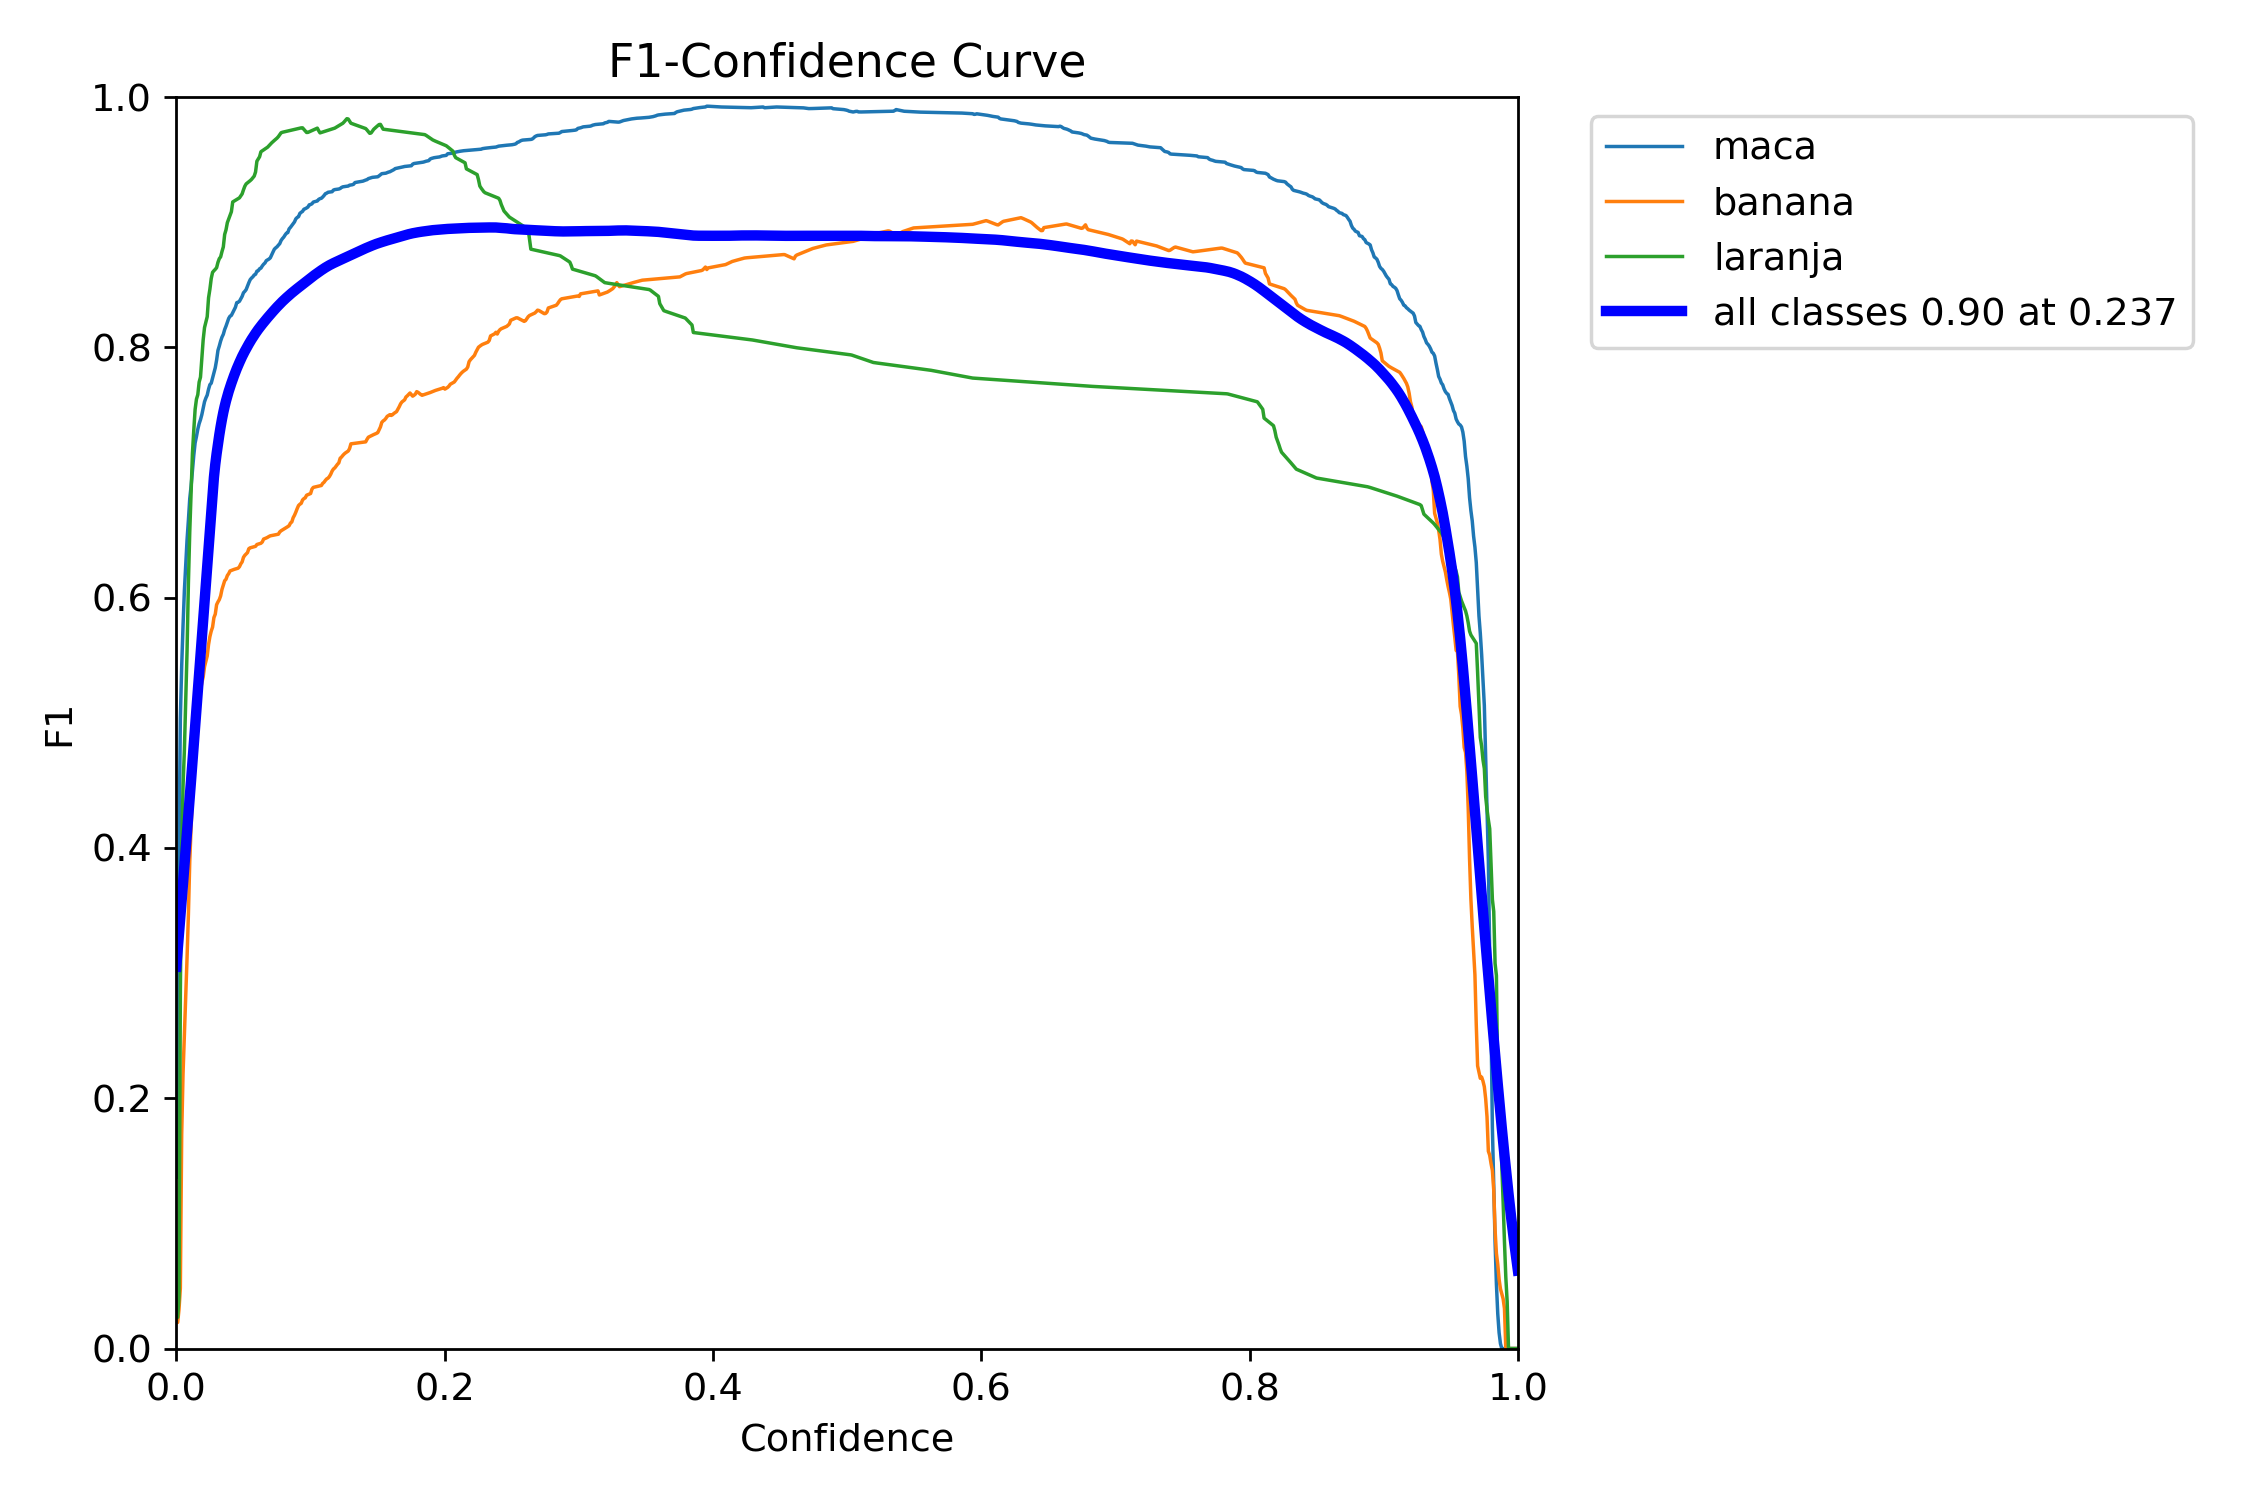 F1-Confidence Curve
1.0
0.8
0.6
0.4
0.2
0.0
F1
0.0 0.2 0.4 0.6 0.8 1.0
Confidence
maca
banana
laranja
all classes 0.90 at 0.237